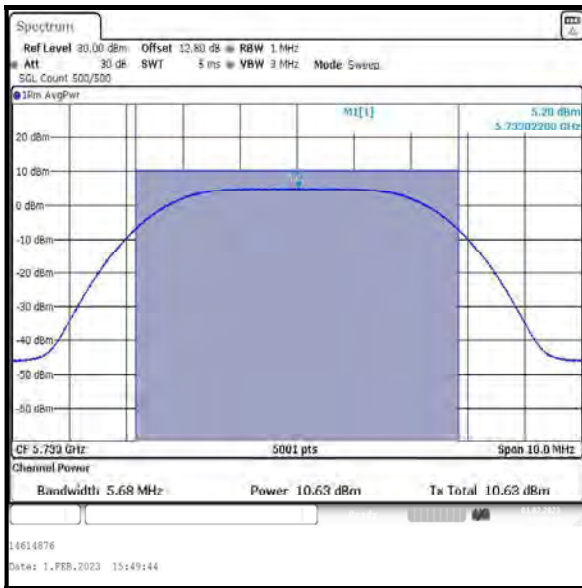 Spectrum
Ref Level 30.00 dBm Offset 12.80 dB RBW 1 MHz
Att 30 dB SWT 5 ms VBW 3 MHz Mode Sweep
SGL Count 500/500
1Rm AvgPwr
M1[1] 5.20 dBm
5.73302200 GHz
20 dBm
10 dBm
0 dBm
-10 dBm
-20 dBm
-30 dBm
-40 dBm
-50 dBm
CF 5.733 GHz 5001 pts Span 10.0 MHz
Channel Power
Bandwidth 5.68 MHz Power 10.63 dBm Tx Total 10.63 dBm
14614876
Date: 1.FEB.2023 15:49:44